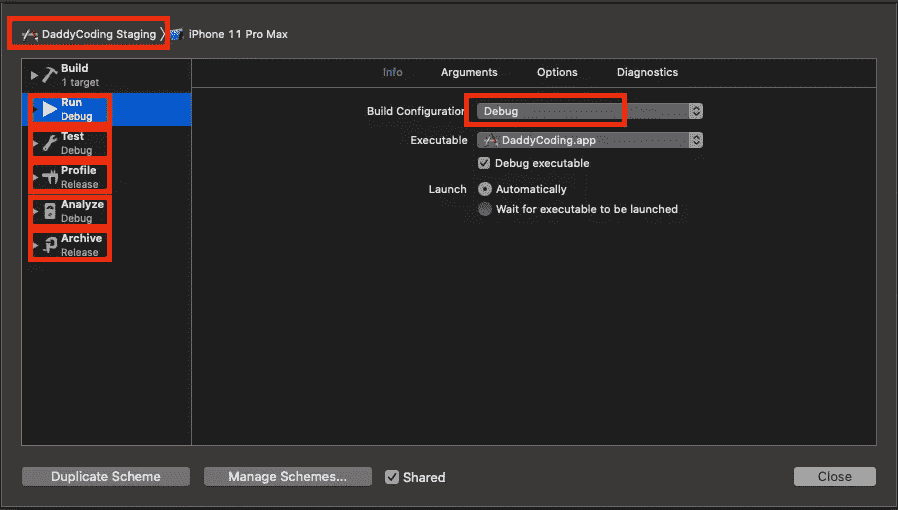 DaddyCoding Staging iPhone 11 Pro Max
Build
1 target
Run
Debug
Test
Debug
Profile
Release
Analyze
Debug
Archive
Release
Info Arguments Options Diagnostics
Build Configuration Debug
Executable DaddyCoding.app
Debug executable
Launch Automatically
Wait for executable to be launched
Duplicate Scheme Manage Schemes... Shared Close